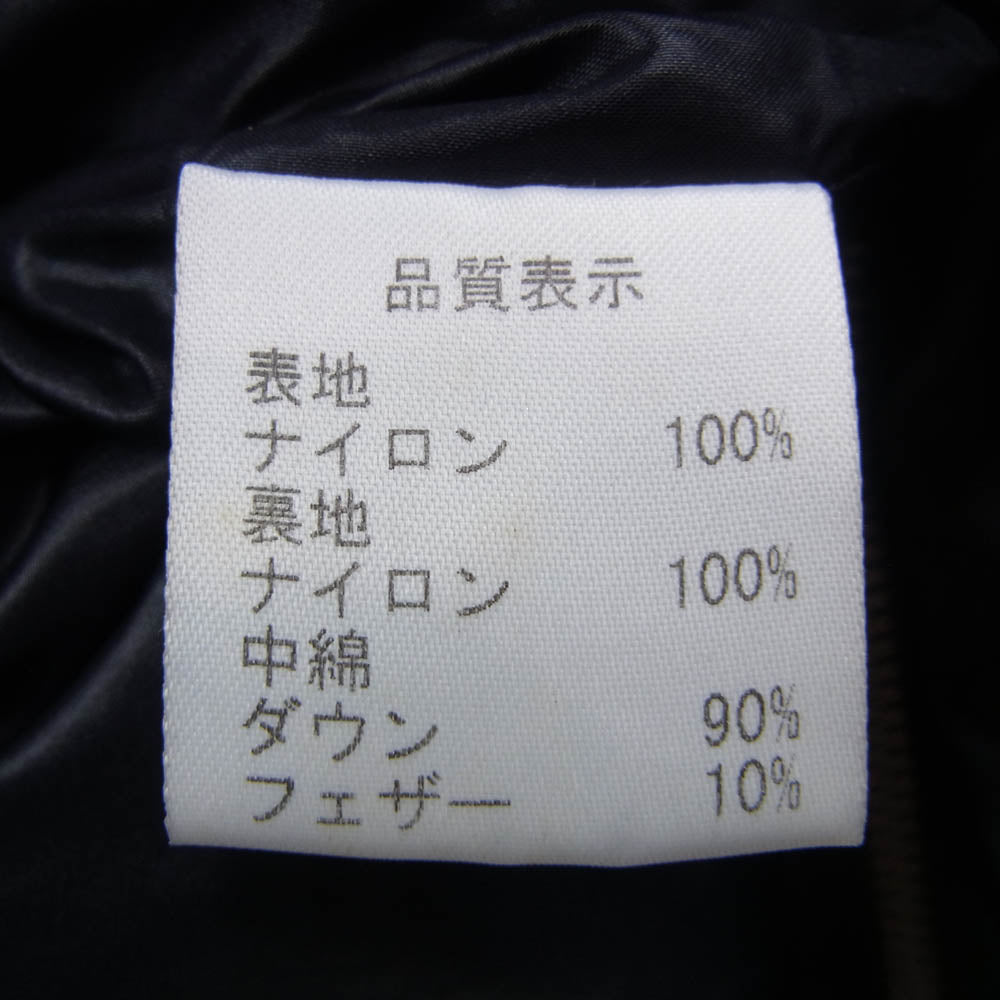 品質表示
表地
ナイロン 100%
裏地
ナイロン 100%
中綿
ダウン 90%
フェザー 10%